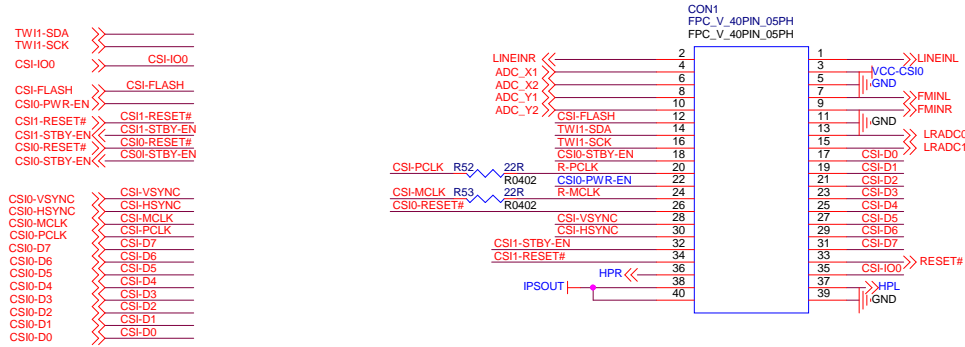 CON1
FPC_V_40PIN_05PH
FPC_V_40PIN_05PH
TWI1-SDA
TWI1-SCK
CSI-IO0 CSI-IO0
CSI-FLASH CSI-FLASH
CSI0-PWR-EN
CSI1-RESET# CSI1-RESET#
CSI1-STBY-EN CSI1-STBY-EN
CSI0-RESET# CSI0-RESET#
CSI0-STBY-EN CS0I-STBY-EN
CSI0-VSYNC CSI-VSYNC
CSI0-HSYNC CSI-HSYNC
CSI0-MCLK CSI-MCLK
CSI0-PCLK CSI-PCLK
CSI0-D7 CSI-D7
CSI0-D6 CSI-D6
CSI0-D5 CSI-D5
CSI0-D4 CSI-D4
CSI0-D3 CSI-D3
CSI0-D2 CSI-D2
CSI0-D1 CSI-D1
CSI0-D0 CSI-D0
LINEINR 2 1 LINEINL
ADC_X1 4 3 VCC-CSI0
ADC_X2 6 5 GND
ADC_Y1 8 7 FMINL
ADC_Y2 10 9 FMINR
CSI-FLASH 12 11 GND
TWI1-SDA 14 13 LRADC0
TWI1-SCK 16 15 LRADC1
CSI0-STBY-EN 18 17 CSI-D0
CSI-PCLK R52 22R R0402 R-PCLK 20 19 CSI-D1
CSI0-PWR-EN 22 21 CSI-D2
CSI-MCLK R53 22R R0402 R-MCLK 24 23 CSI-D3
CSI0-RESET# 26 25 CSI-D4
CSI-VSYNC 28 27 CSI-D5
CSI-HSYNC 30 29 CSI-D6
CSI1-STBY-EN 32 31 CSI-D7
CSI1-RESET# 34 33 RESET#
HPR 36 35 CSI-IO0
IPSOUT 38 37 HPL
40 39 GND